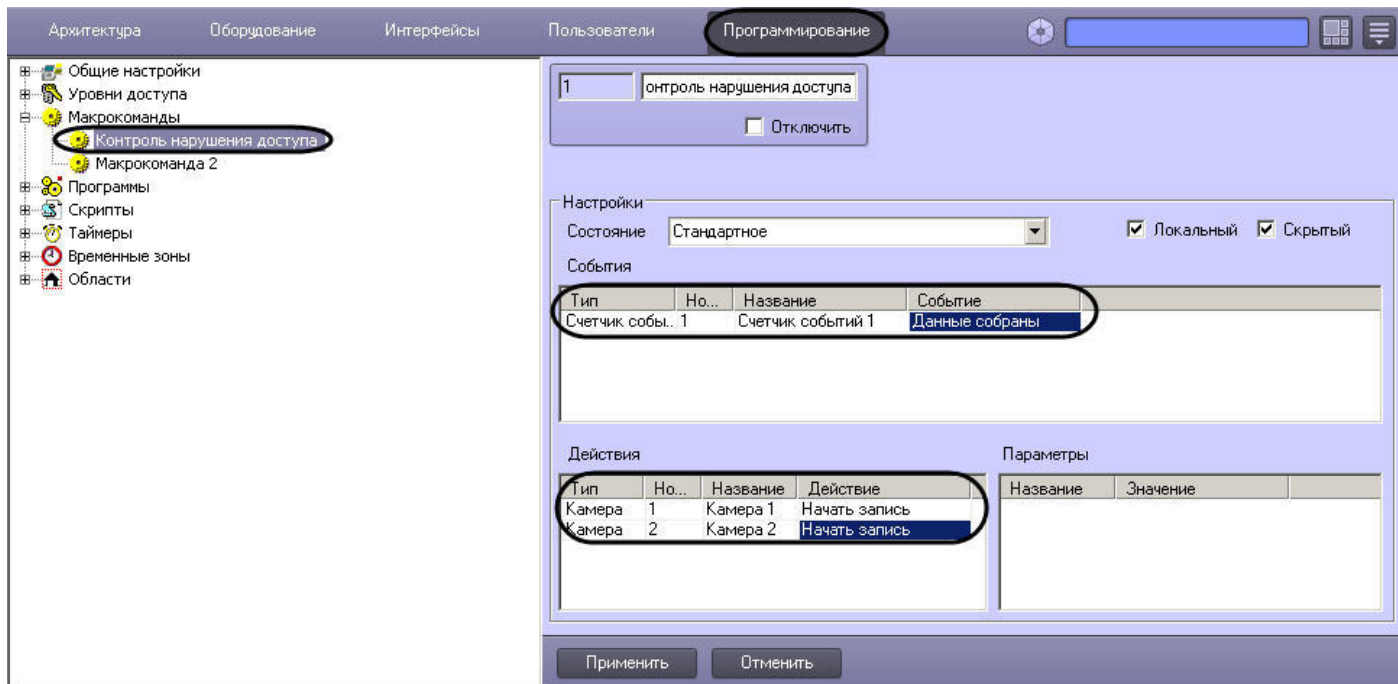 Архитектура Оборудование Интерфейсы Пользователи Программирование
Общие настройки
Уровни доступа
Макрокоманды
Контроль нарушения доступа
Макрокоманда 2
Программы
Скрипты
Таймеры
Временные зоны
Области
1 онтроль нарушения доступа
Отключить
Настройки
Состояние Стандартное Локальный Скрытый
События
Тип Но... Название Событие
Счетчик собы.. 1 Счетчик событий 1 Данные собраны
Действия
Тип Но... Название Действие
Камера 1 Камера 1 Начать запись
Камера 2 Камера 2 Начать запись
Параметры
Название Значение
Применить Отменить